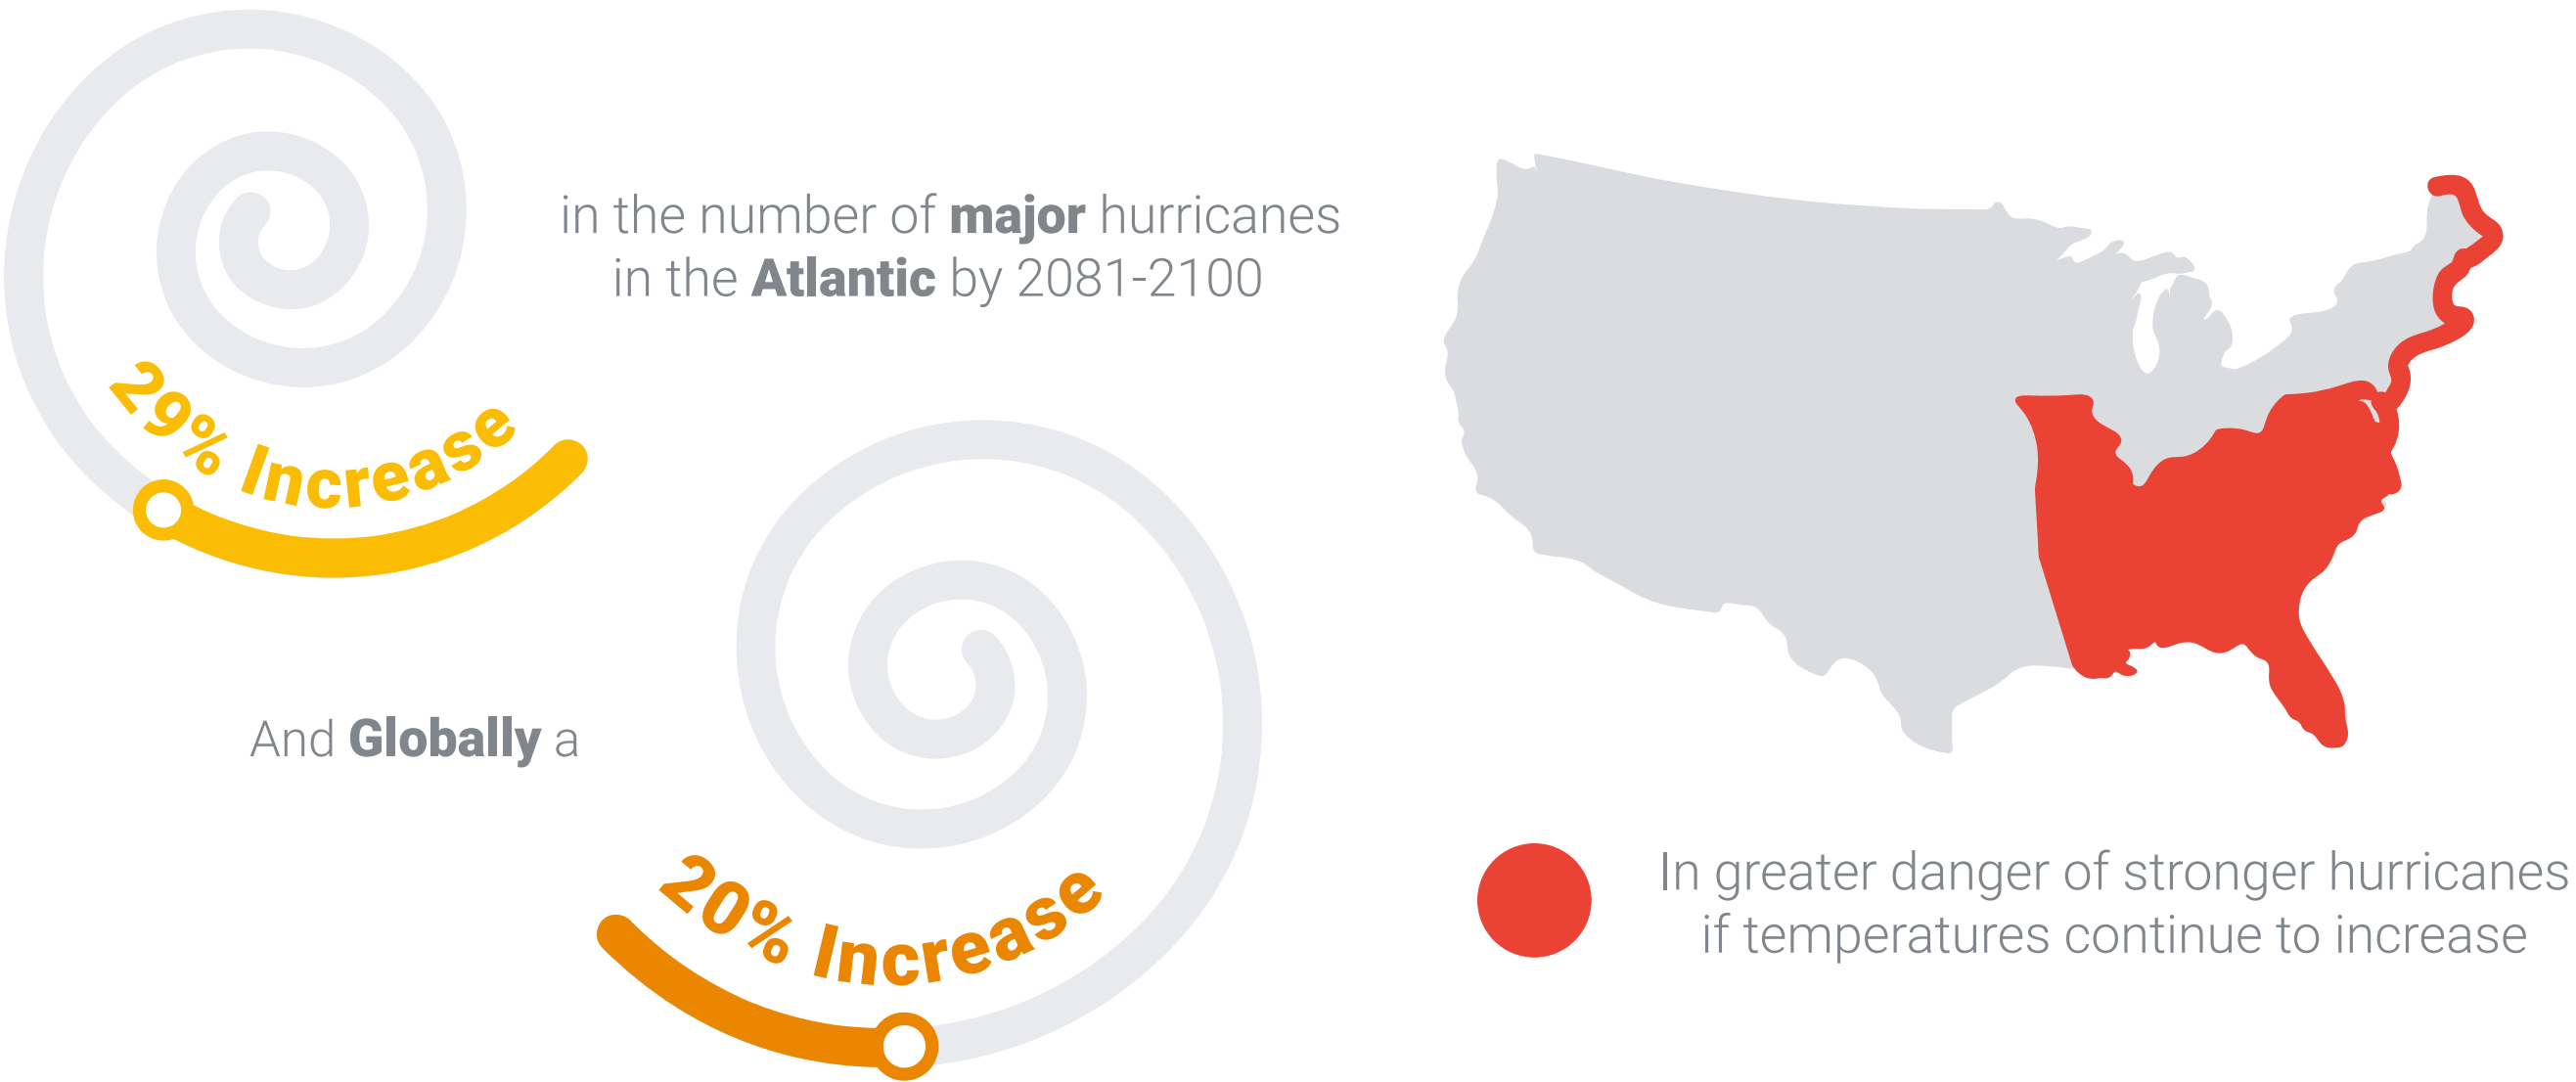 29% Increase
in the number of major hurricanes
in the Atlantic by 2081-2100
And Globally a
20% Increase
In greater danger of stronger hurricanes
if temperatures continue to increase